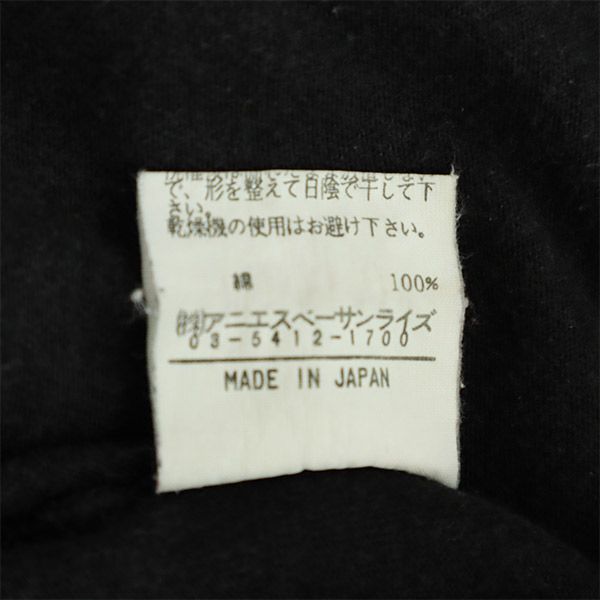 で、形を整えて日陰で干して下
さい。
乾燥機の使用はお避け下さい。
綿 100%
㈱アニエスベーサンライズ
03-5412-1700
MADE IN JAPAN